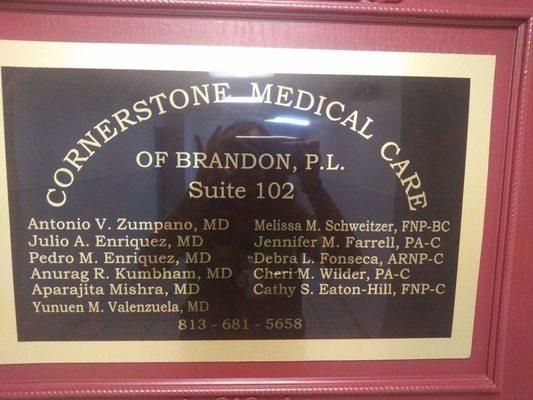 CORNERSTONE MEDICAL CARE
OF BRANDON, P.L.
Suite 102
Antonio V. Zumpano, MD
Julio A. Enriquez, MD
Pedro M. Enriquez, MD
Anurag R. Kumbham, MD
Aparajita Mishra, MD
Yunuen M. Valenzuela, MD
Melissa M. Schweitzer, FNP-BC
Jennifer M. Farrell, PA-C
Debra L. Fonseca, ARNP-C
Cheri M. Wilder, PA-C
Cathy S. Eaton-Hill, FNP-C
813 - 681 - 5658